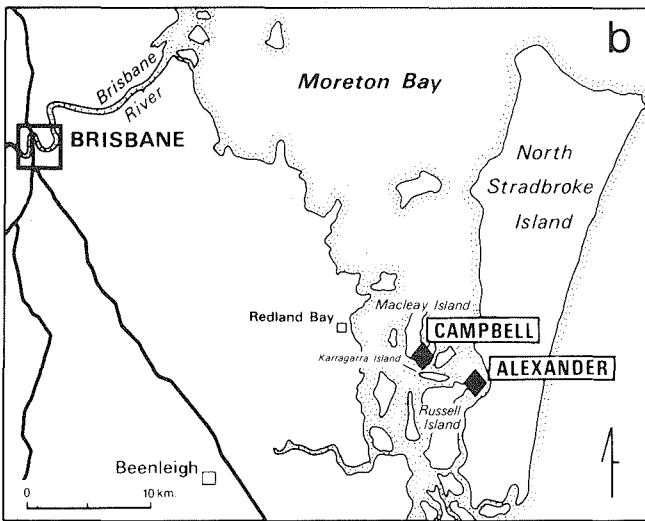 b
Brisbane
River
Moreton Bay
BRISBANE
North
Stradbroke
Island
Macleay Island
Redland Bay
CAMPBELL
Karragarra Island
ALEXANDER
Russell
Island
Beenleigh
0 10 km.